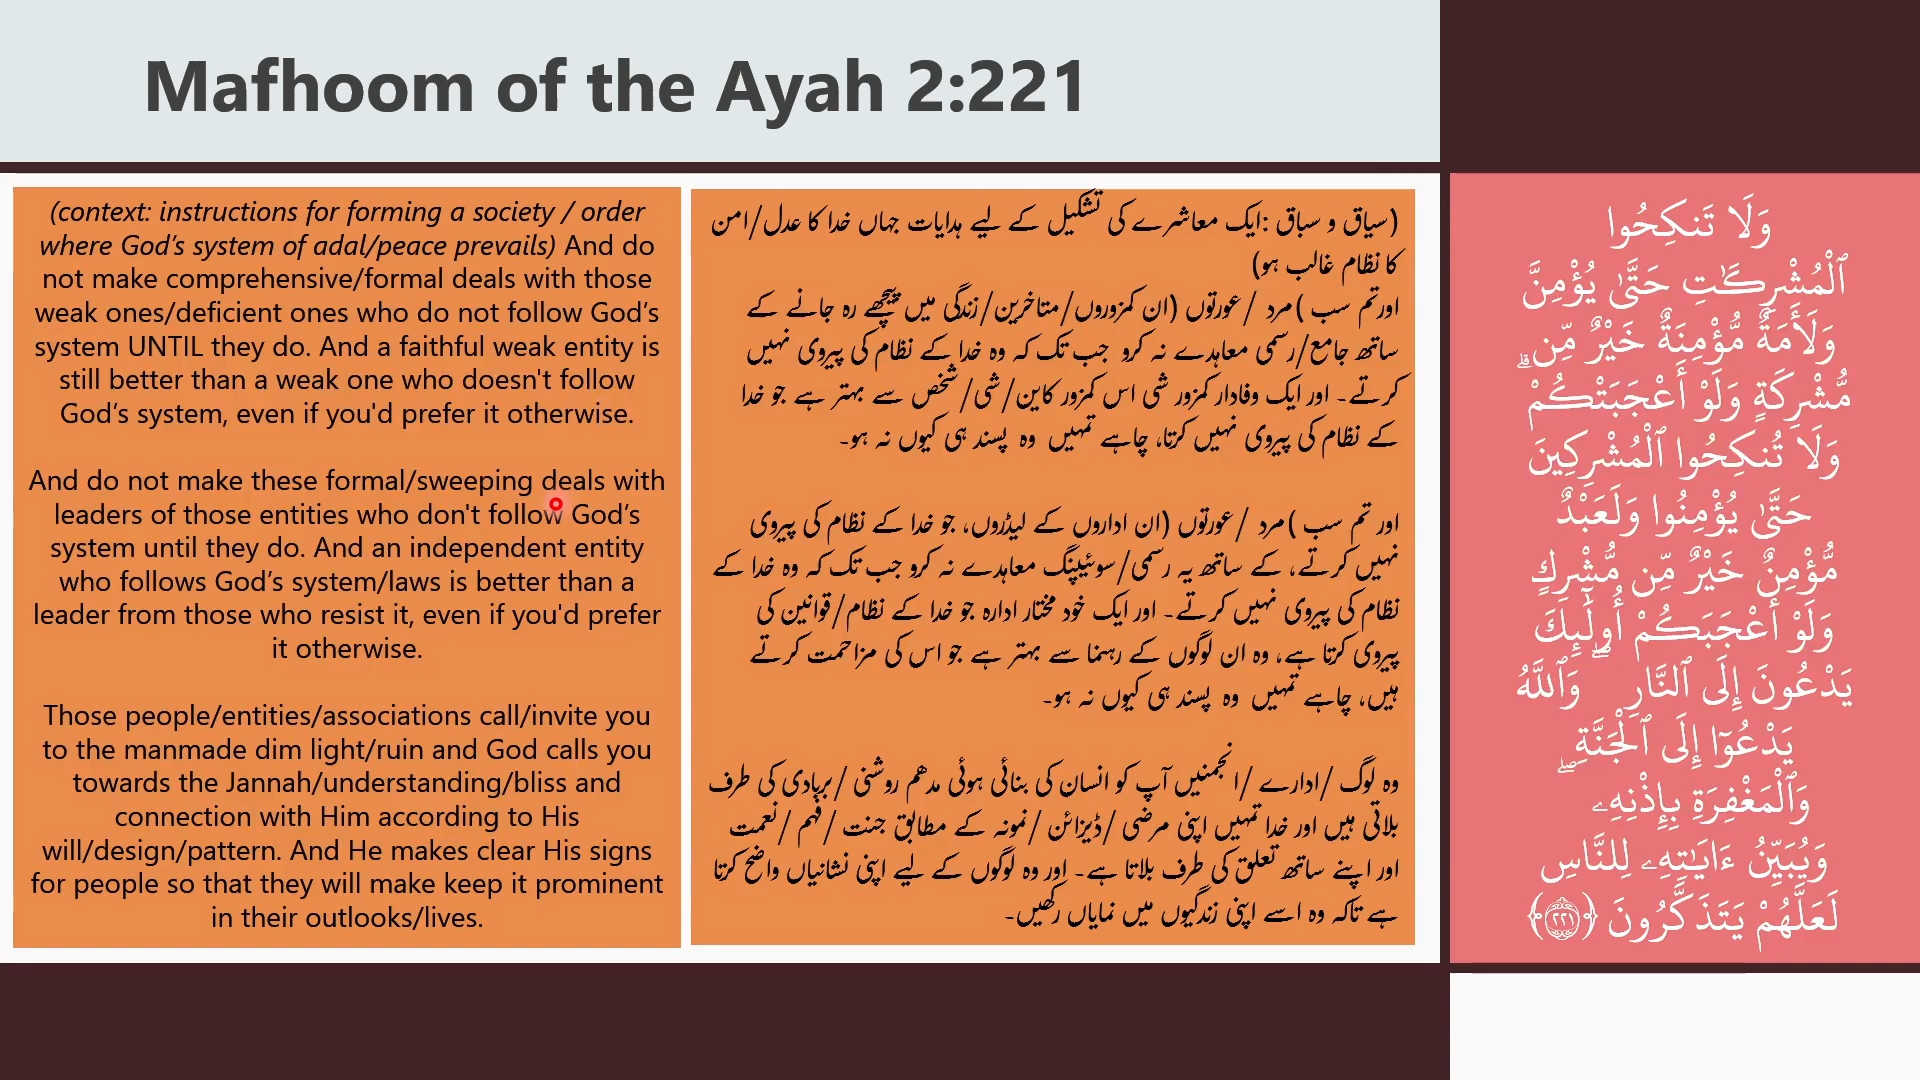 Mafhoom of the Ayah 2:221
(context: instructions for forming a society / order
where God’s system of adal/peace prevails) And do
not make comprehensive/formal deals with those
weak ones/deficient ones who do not follow God’s
system UNTIL they do. And a faithful weak entity is
still better than a weak one who doesn't follow
God’s system, even if you'd prefer it otherwise.
And do not make these formal/sweeping deals with
leaders of those entities who don't follow God’s
system until they do. And an independent entity
who follows God’s system/laws is better than a
leader from those who resist it, even if you'd prefer
it otherwise.
Those people/entities/associations call/invite you
to the manmade dim light/ruin and God calls you
towards the Jannah/understanding/bliss and
connection with Him according to His
will/design/pattern. And He makes clear His signs
for people so that they will make keep it prominent
in their outlooks/lives.
(سیاق و سباق :ایک معاشرے کی تشکیل کے لیے ہدایات جہاں خدا کا عدل/امن
کا نظام غالب ہو)
اورتم سب )مرد /عورتوں (ان کمزوروں/متاخرین/زندگی میں پیچھے رہ جانے کے
ساتھ جامع/رسمی معاہدے نہ کرو جب تک کہ وہ خدا کے نظام کی پیروی نہیں
کرتے۔ اور ایک وفادار کمزور شی اس کمزور کاین/شی/شخص سے بہتر ہے جو خدا
کے نظام کی پیروی نہیں کرتا، چاہے تمہیں وہ پسند ہی کیوں نہ ہو۔
اور تم سب )مرد /عورتوں (ان اداروں کے لیڈروں، جو خدا کے نظام کی پیروی
نہیں کرتے، کے ساتھ یہ رسمی/سوئیپنگ معاہدے نہ کرو جب تک کہ وہ خدا کے
نظام کی پیروی نہیں کرتے۔ اور ایک خود مختار ادارہ جو خدا کے نظام/قوانین کی
پیروی کرتا ہے، وہ ان لوگوں کے رہنما سے بہتر ہے جو اس کی مزاحمت کرتے
ہیں، چاہے تمہیں وہ پسند ہی کیوں نہ ہو۔
وہ لوگ /ادارے /انجمنیں آپ کو انسان کی بنائی ہوئی مدھم روشنی /بربادی کی طرف
بلاتی ہیں اور خدا تمہیں اپنی مرضی /ڈیزائن /نمونہ کے مطابق جنت /فہم /نعمت
اور اپنے ساتھ تعلق کی طرف بلاتا ہے۔ اور وہ لوگوں کے لیے اپنی نشانیاں واضح کرتا
ہے تاکہ وہ اسے اپنی زندگیوں میں نمایاں رکھیں۔
وَلَا تَنكِحُوا
ٱلْمُشْرِكَـٰتِ حَتَّىٰ يُؤْمِنَّ
وَلَأَمَةٌ مُّؤْمِنَةٌ خَيْرٌ مِّن ۗ
مُّشْرِكَةٍ وَلَوْ أَعْجَبَتْكُمْ
وَلَا تُنكِحُوا ٱلْمُشْرِكِينَ
حَتَّىٰ يُؤْمِنُوا وَلَعَبْدٌ
مُّؤْمِنٌ خَيْرٌ مِّن مُّشْرِكٍ
وَلَوْ أَعْجَبَكُمْ أُولَـٰٓئِكَ
يَدْعُونَ إِلَى ٱلنَّارِ ۖ وَٱللَّهُ
يَدْعُوٓا إِلَى ٱلْجَنَّةِ ۖ
وَٱلْمَغْفِرَةِ بِإِذْنِهِۦ
وَيُبَيِّنُ ءَايَـٰتِهِۦ لِلنَّاسِ
لَعَلَّهُمْ يَتَذَكَّرُونَ ﴿٢٢١﴾